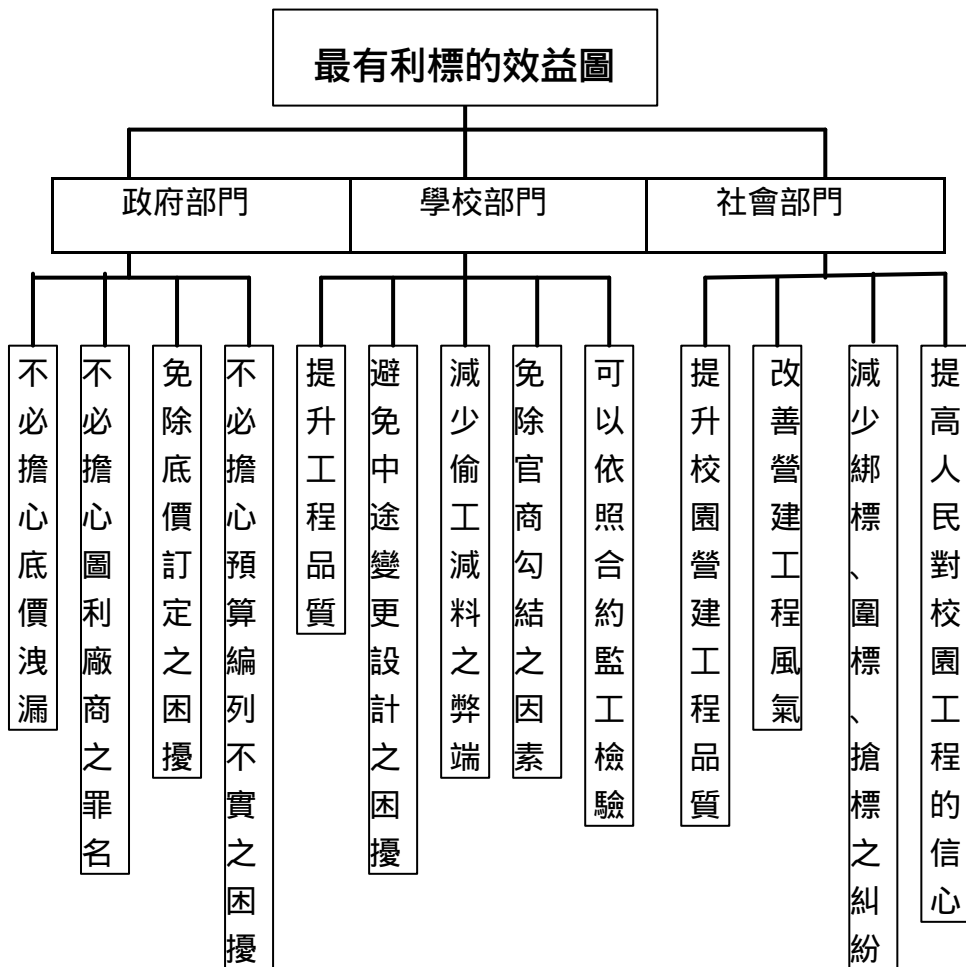 最有利標的效益圖
政府部門
學校部門
社會部門
不必擔心底價洩漏
不必擔心圖利廠商之罪名
免除底價訂定之困擾
不必擔心預算編列不實之困擾
提升工程品質
避免中途變更設計之困擾
減少偷工減料之弊端
免除官商勾結之因素
可以依照合約監工檢驗
提升校園營建工程品質
改善營建工程風氣
減少綁標、圍標、搶標之糾紛
提高人民對校園工程的信心